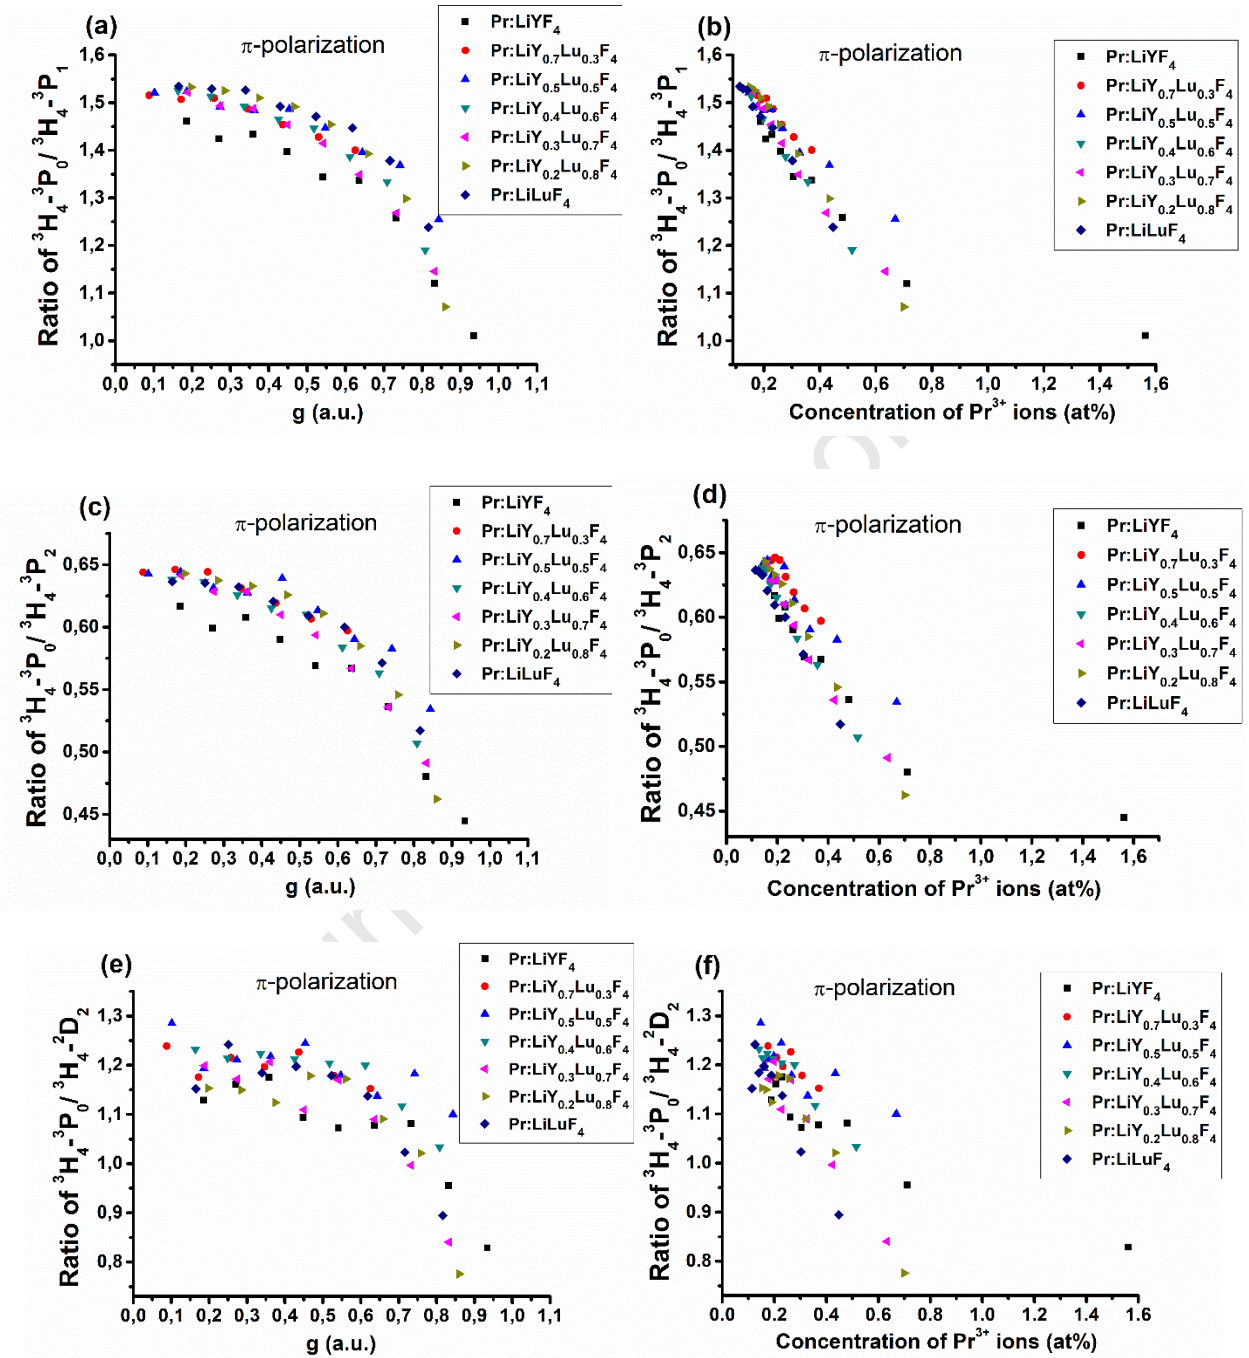 (a)
π-polarization
Pr:LiYF4
Pr:LiY0.7Lu0.3F4
Pr:LiY0.5Lu0.5F4
Pr:LiY0.4Lu0.6F4
Pr:LiY0.3Lu0.7F4
Pr:LiY0.2Lu0.8F4
Pr:LiLuF4
Ratio of ³H4-³P0/ ³H4-³P1
1,6
1,5
1,4
1,3
1,2
1,1
1,0
0,0 0,1 0,2 0,3 0,4 0,5 0,6 0,7 0,8 0,9 1,0 1,1
g (a.u.)
(b)
π-polarization
Pr:LiYF4
Pr:LiY0.7Lu0.3F4
Pr:LiY0.5Lu0.5F4
Pr:LiY0.4Lu0.6F4
Pr:LiY0.3Lu0.7F4
Pr:LiY0.2Lu0.8F4
Pr:LiLuF4
Ratio of ³H4-³P0/ ³H4-³P1
1,6
1,5
1,4
1,3
1,2
1,1
1,0
0,2 0,4 0,6 0,8 1,0 1,2 1,4 1,6
Concentration of Pr³⁺ ions (at%)
(c)
π-polarization
Pr:LiYF4
Pr:LiY0.7Lu0.3F4
Pr:LiY0.5Lu0.5F4
Pr:LiY0.4Lu0.6F4
Pr:LiY0.3Lu0.7F4
Pr:LiY0.2Lu0.8F4
Pr:LiLuF4
Ratio of ³H4-³P0/ ³H4-³P2
0,65
0,60
0,55
0,50
0,45
0,0 0,1 0,2 0,3 0,4 0,5 0,6 0,7 0,8 0,9 1,0 1,1
g (a.u.)
(d)
π-polarization
Pr:LiYF4
Pr:LiY0.7Lu0.3F4
Pr:LiY0.5Lu0.5F4
Pr:LiY0.4Lu0.6F4
Pr:LiY0.3Lu0.7F4
Pr:LiY0.2Lu0.8F4
Pr:LiLuF4
Ratio of ³H4-³P0/ ³H4-³P2
0,65
0,60
0,55
0,50
0,45
0,0 0,2 0,4 0,6 0,8 1,0 1,2 1,4 1,6
Concentration of Pr³⁺ ions (at%)
(e)
π-polarization
Pr:LiYF4
Pr:LiY0.7Lu0.3F4
Pr:LiY0.5Lu0.5F4
Pr:LiY0.4Lu0.6F4
Pr:LiY0.3Lu0.7F4
Pr:LiY0.2Lu0.8F4
Pr:LiLuF4
Ratio of ³H4-³P0/ ³H4-²D2
1,3
1.2
1.1
1.0
0.9
0.8
0,0 0,1 0,2 0,3 0,4 0,5 0,6 0,7 0,8 0,9 1,0 1,1
g (a.u.)
(f)
π-polarization
Pr:LiYF4
Pr:LiY0.7Lu0.3F4
Pr:LiY0.5Lu0.5F4
Pr:LiY0.4Lu0.6F4
Pr:LiY0.3Lu0.7F4
Pr:LiY0.2Lu0.8F4
Pr:LiLuF4
Ratio of ³H4-³P0/ ³H4-²D2
1.3
1.2
1.1
1.0
0.9
0.8
0.0 0.2 0.4 0.6 0.8 1.0 1.2 1.4 1.6
Concentration of Pr³⁺ ions (at%)